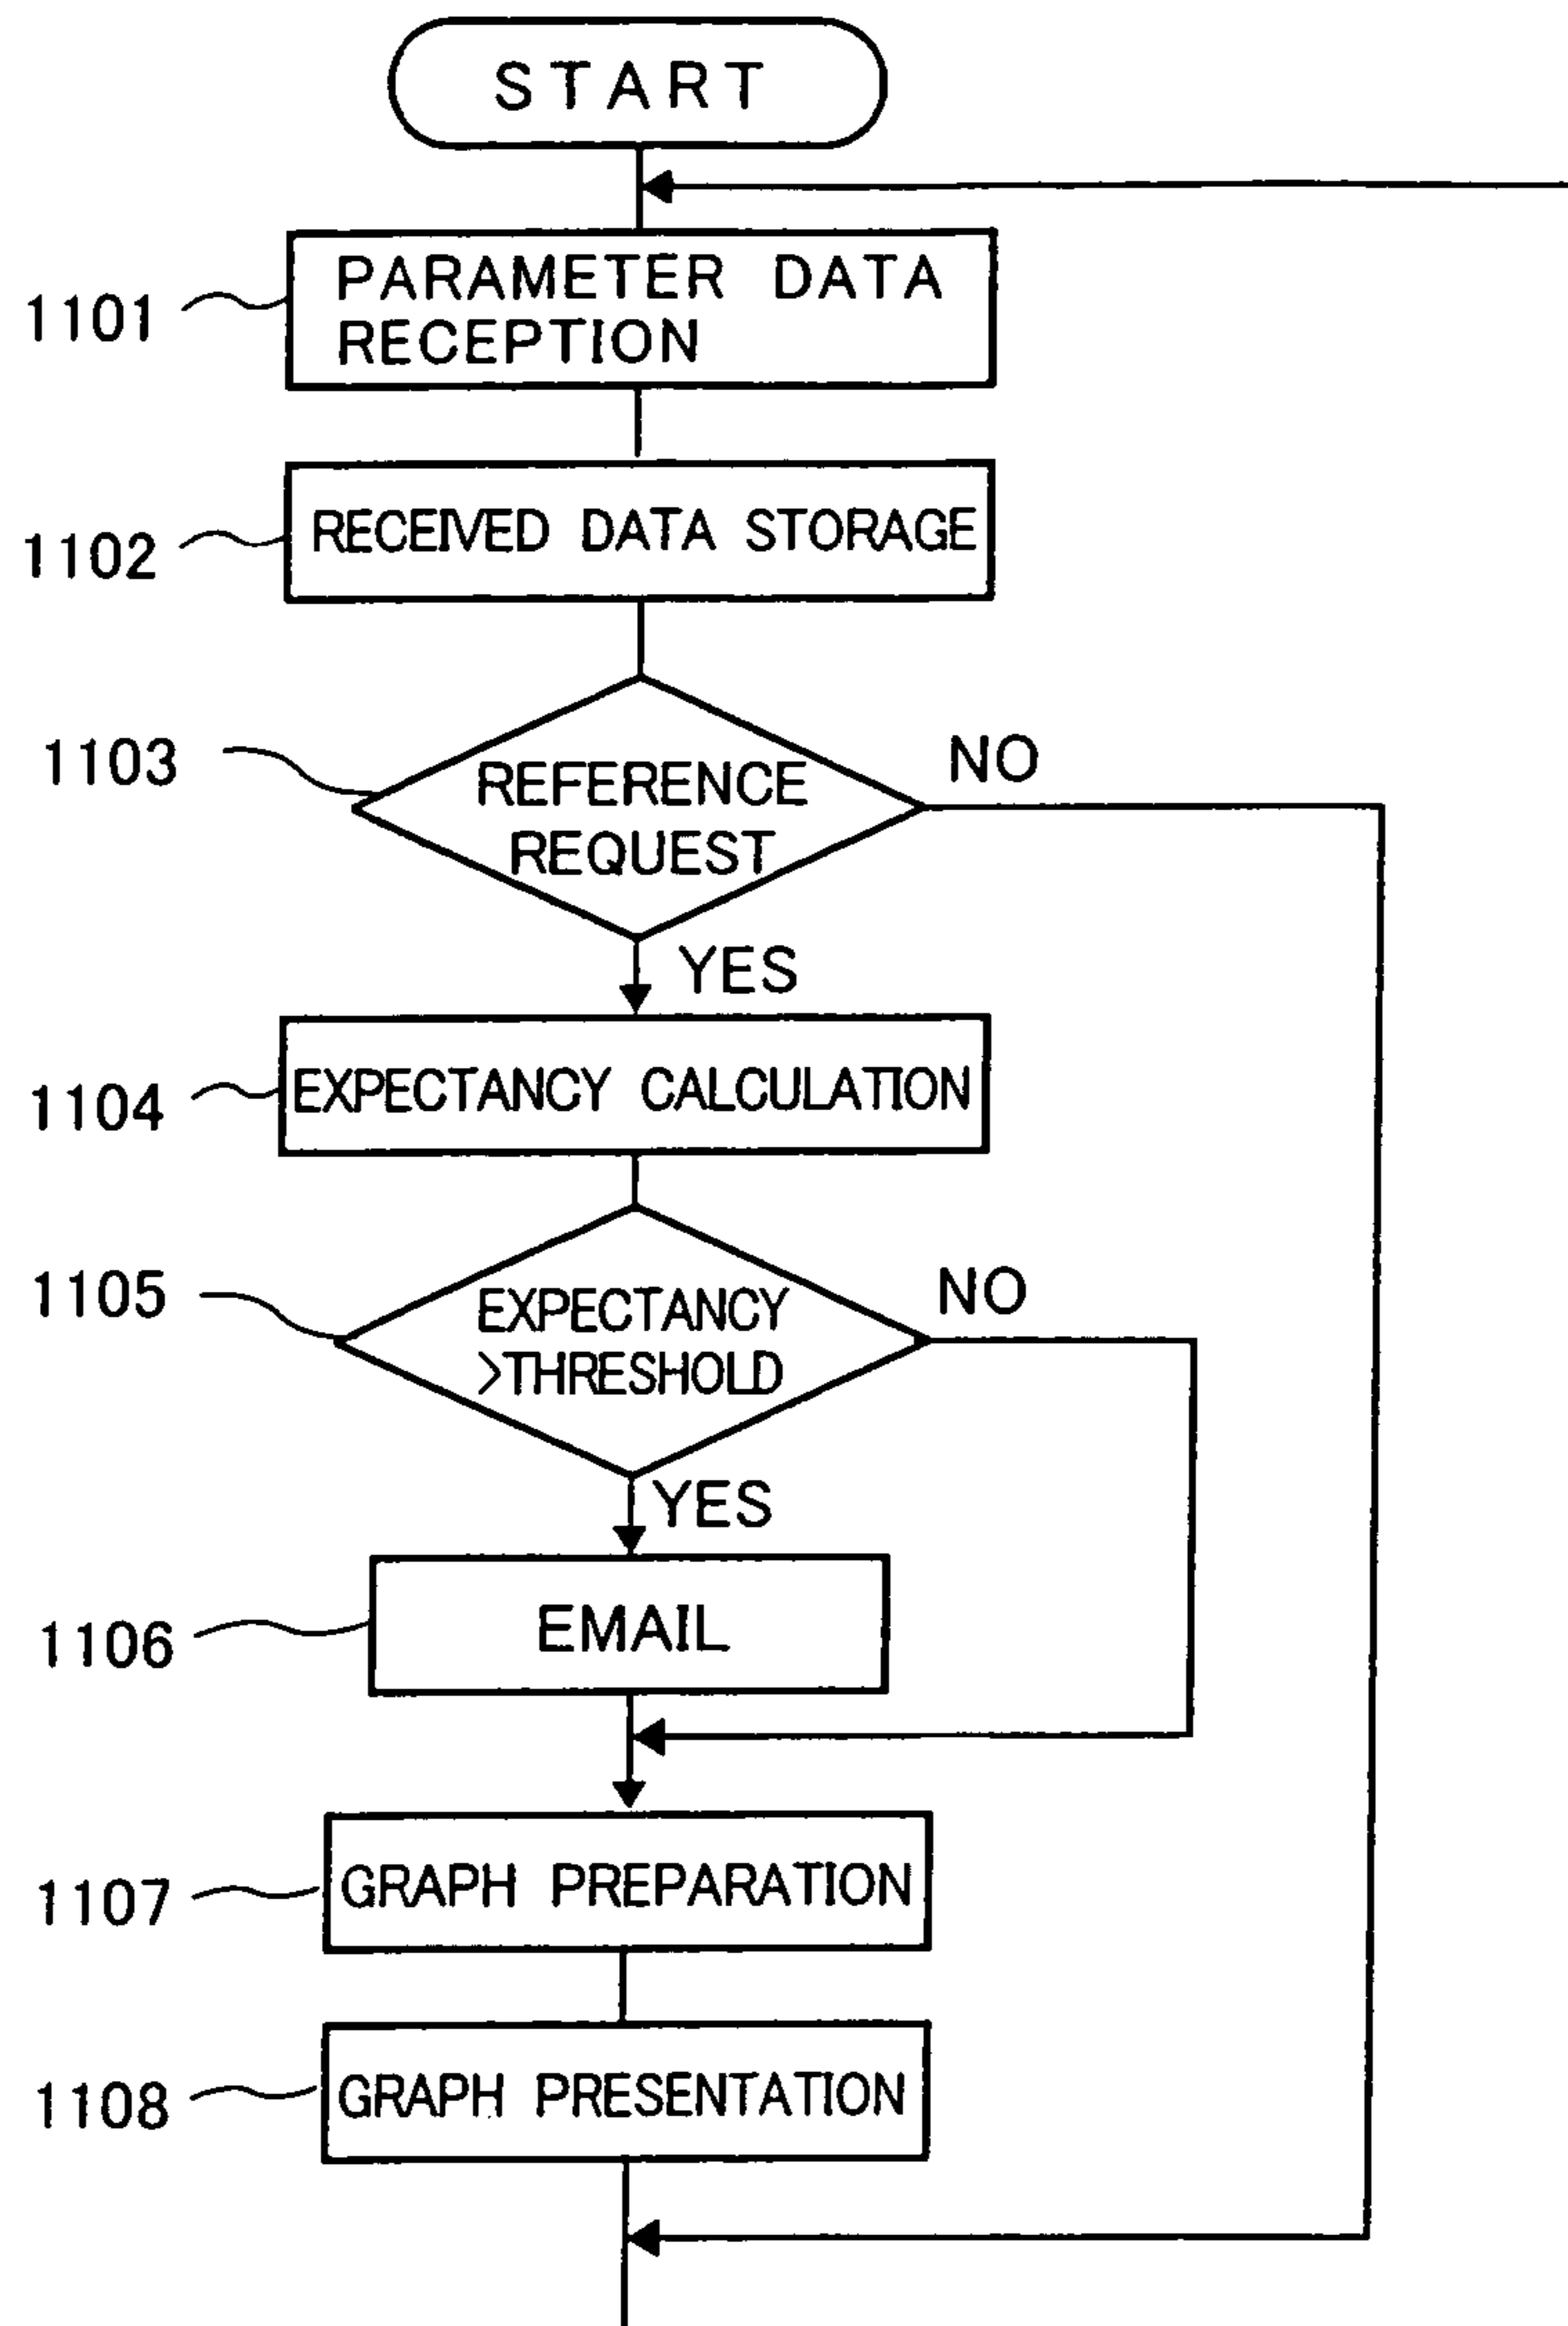 START
1101
PARAMETER DATA
RECEPTION
1102
RECEIVED DATA STORAGE
1103
REFERENCE
REQUEST
NO
YES
1104
EXPECTANCY CALCULATION
1105
EXPECTANCY
>THRESHOLD
NO
YES
1106
EMAIL
1107
GRAPH PREPARATION
1108
GRAPH PRESENTATION